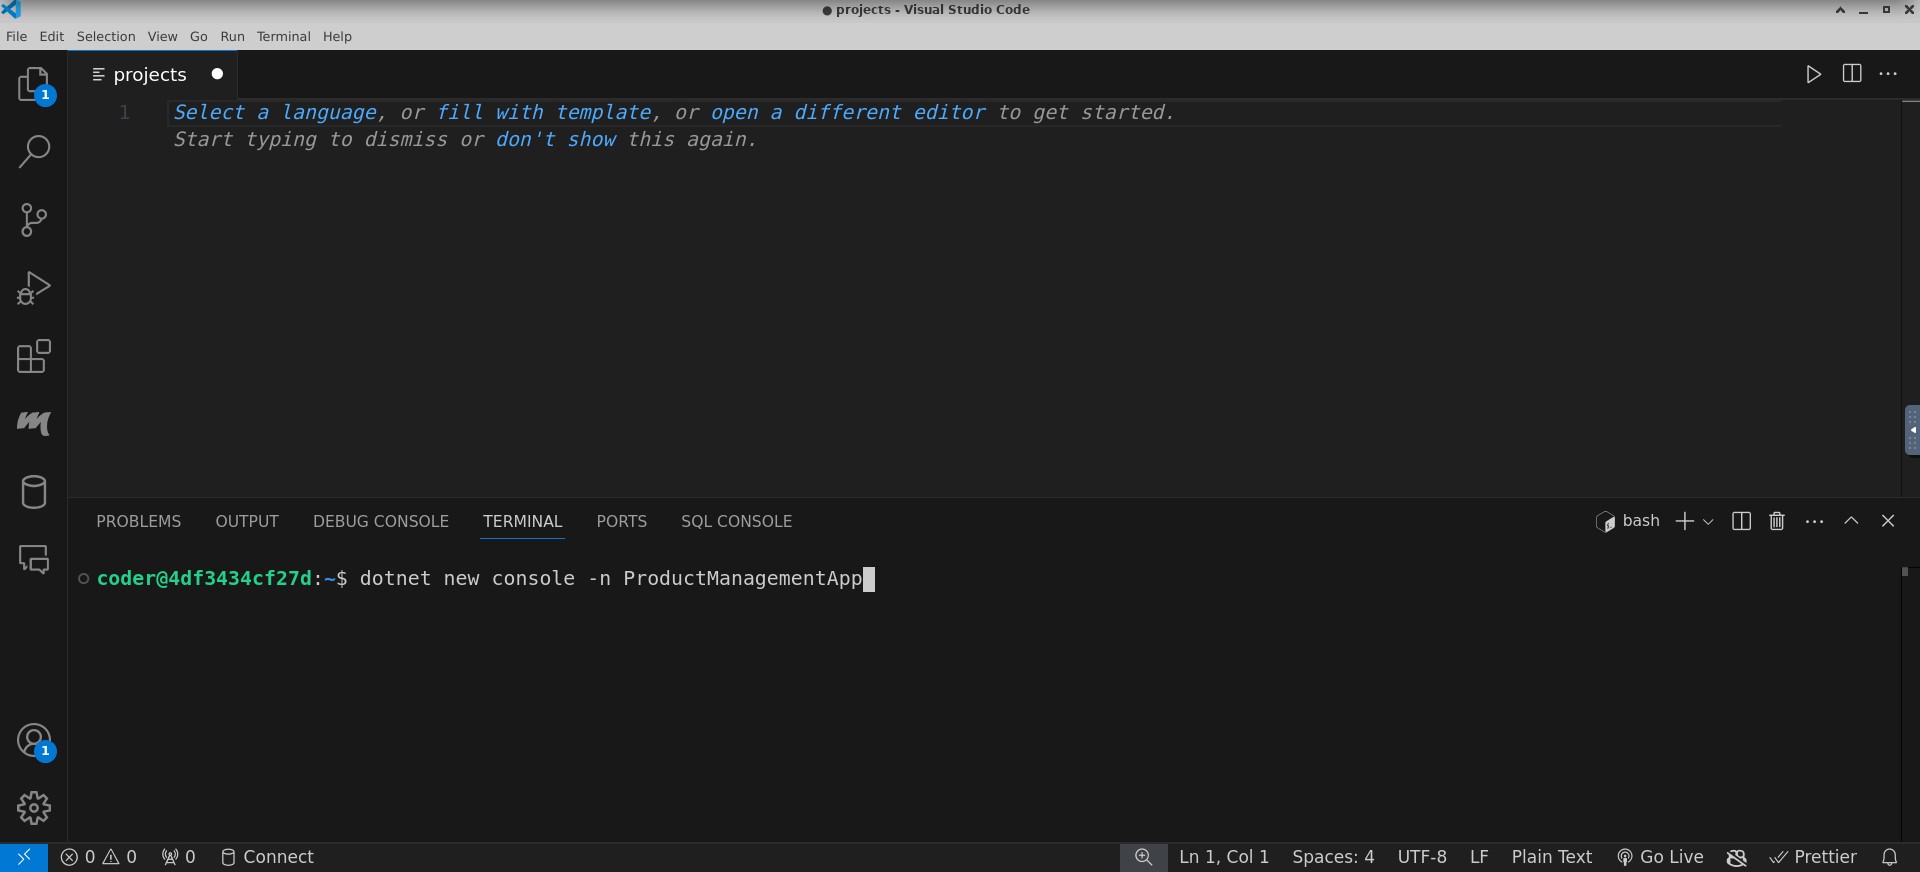 ● projects - Visual Studio Code
File Edit Selection View Go Run Terminal Help
projects
1
1 Select a language, or fill with template, or open a different editor to get started.
Start typing to dismiss or don't show this again.
PROBLEMS OUTPUT DEBUG CONSOLE TERMINAL PORTS SQL CONSOLE bash
coder@4df3434cf27d:~$ dotnet new console -n ProductManagementApp
1
0 0 0 Connect Ln 1, Col 1 Spaces: 4 UTF-8 LF Plain Text Go Live Prettier